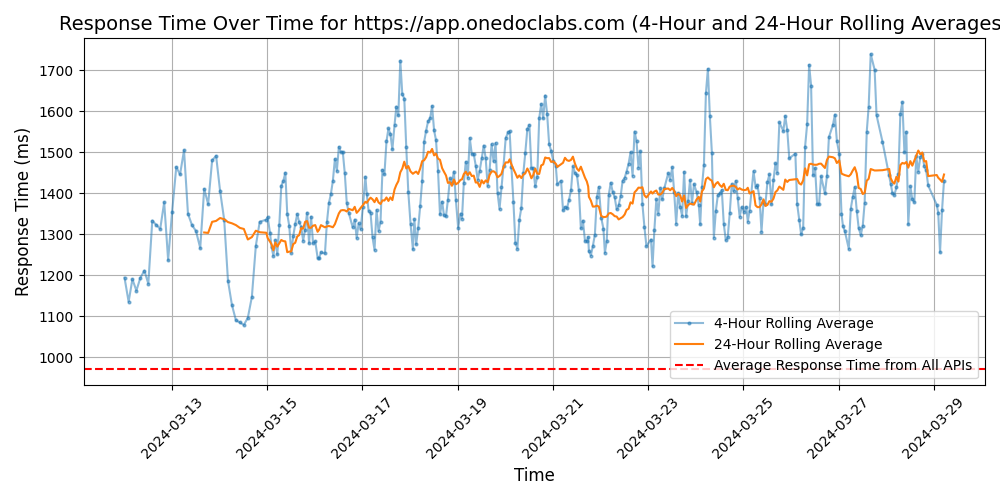 Response Time Over Time for https://app.onedoclabs.com (4-Hour and 24-Hour Rolling Averages
Response Time (ms)
1700
1600
1500
1400
1300
1200
1100
1000
4-Hour Rolling Average
24-Hour Rolling Average
Average Response Time from All APIs
2024-03-13
2024-03-15
2024-03-17
2024-03-19
2024-03-21
2024-03-23
2024-03-25
2024-03-27
2024-03-29
Time